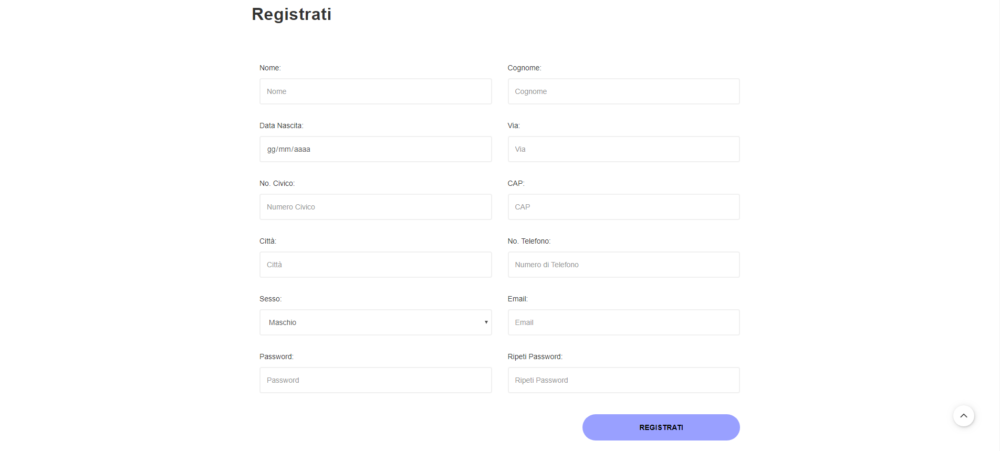 Registrati
Nome:
Cognome:
Nome
Cognome
Data Nascita:
Via:
gg/mm/aaaa
Via
No. Civico:
CAP:
Numero Civico
CAP
Città:
No. Telefono:
Città
Numero di Telefono
Sesso:
Email:
Maschio
Email
Password:
Ripeti Password:
Password
Ripeti Password
REGISTRATI